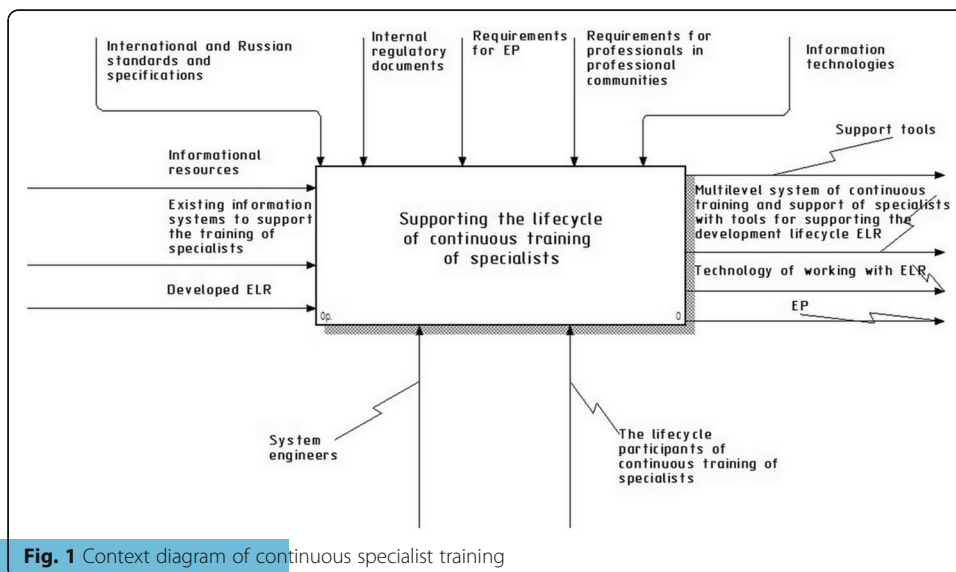 International and Russian
standards and
specifications
Internal
regulatory
documents
Requirements
for EP
Requirements for
professionals in
professional
communities
Information
technologies
Informational
resources
Existing information
systems to support
the training of
specialists
Developed ELR
Supporting the lifecycle
of continuous training
of specialists
0р.
0
Support tools
Multilevel system of continuous
training and support of specialists
with tools for supporting the
development lifecycle ELR
Technology of working with ELR
EP
System
engineers
The lifecycle
participants of
continuous training of
specialists
Fig. 1 Context diagram of continuous specialist training